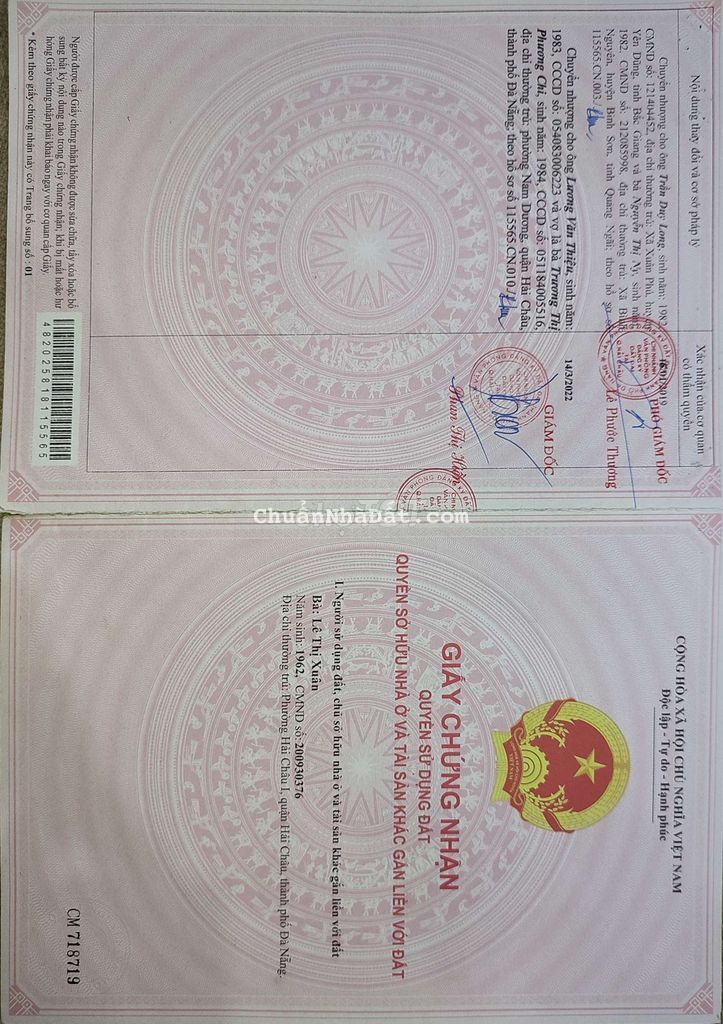 Nội dung thay đổi và cơ sở pháp lý
Xác nhận của cơ quan
có thẩm quyền
Chuyển nhượng cho ông Trần Duy Long, sinh năm: 198
CMND số: 121404452, địa chỉ thường trú: Xã Xuân Phú, huy
Yên Dũng, tỉnh Bắc Giang và bà Nguyễn Thị Ny, sinh nă
1982, CMND số: 212085998, địa chỉ thường trú: Xã Bình
Nguyên, huyện Bình Sơn, tỉnh Quảng Ngãi; theo hồ sơ số
115565.CN.003
PHÓ GIÁM ĐỐC
Lê Phước Thương
Chuyển nhượng cho ông Lương Văn Thiệu, sinh năm:
1983, CCCD số: 054083006223 và vợ là bà Trương Thị
Phương Chi, sinh năm: 1984, CCCD số: 051184005516,
địa chỉ thường trú: phường Nam Dương, quận Hải Châu,
thành phố Đà Nẵng; theo hồ sơ số 115565.CN.010
14/3/2022
GIÁM ĐỐC
Phan Thị
Người được cấp Giấy chứng nhận không được sửa chữa, tẩy xóa hoặc bổ
sung bất kỳ nội dung nào trong Giấy chứng nhận; khi bị mất hoặc hư
hỏng Giấy chứng nhận phải khai báo ngay với cơ quan cấp Giấy.
* Kèm theo giấy chứng nhận này có Trang bổ sung số: 01
4820258118115565
ChuẩnNhàĐất.com
CỘNG HÒA XÃ HỘI CHỦ NGHĨA VIỆT NAM
Độc lập - Tự do - Hạnh phúc
GIẤY CHỨNG NHẬN
QUYỀN SỬ DỤNG ĐẤT
QUYỀN SỞ HỮU NHÀ Ở VÀ TÀI SẢN KHÁC GẮN LIỀN VỚI ĐẤT
I. Người sử dụng đất, chủ sở hữu nhà ở và tài sản khác gắn liền với đất
Bà: Lê Thị Xuân
Năm sinh: 1962, CMND số: 200930376
Địa chỉ thường trú: Phường Hải Châu I, quận Hải Châu, thành phố Đà Nẵng.
CM 718719